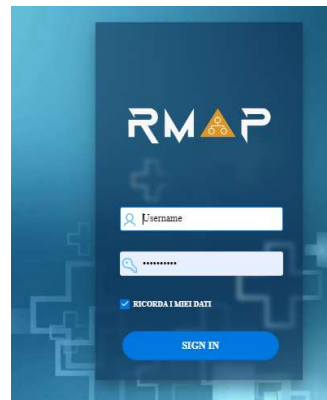 RMAP
Username
••••••••••
RICORDA I MIEI DATI
SIGN IN